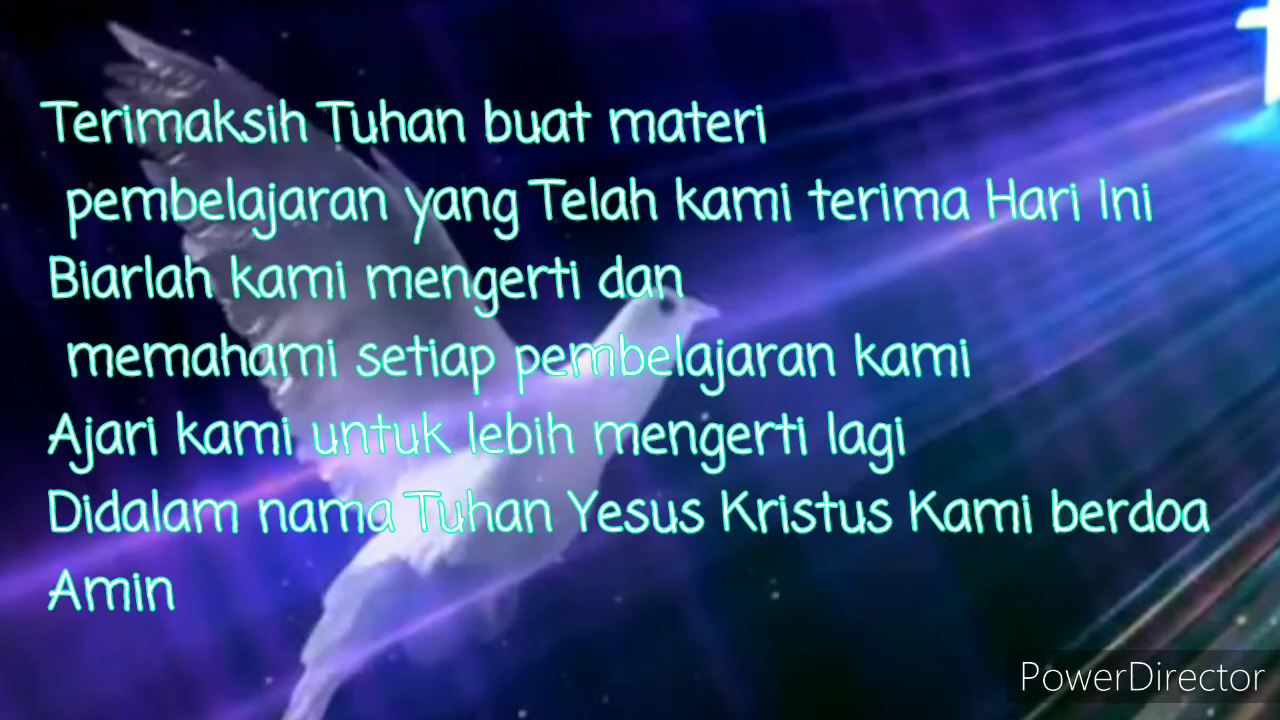 Terimaksih Tuhan buat materi
pembelajaran yang Telah kami terima Hari Ini
Biarlah kami mengerti dan
memahami setiap pembelajaran kami
Ajari kami untuk lebih mengerti lagi
Didalam nama Tuhan Yesus Kristus Kami berdoa
Amin
PowerDirector